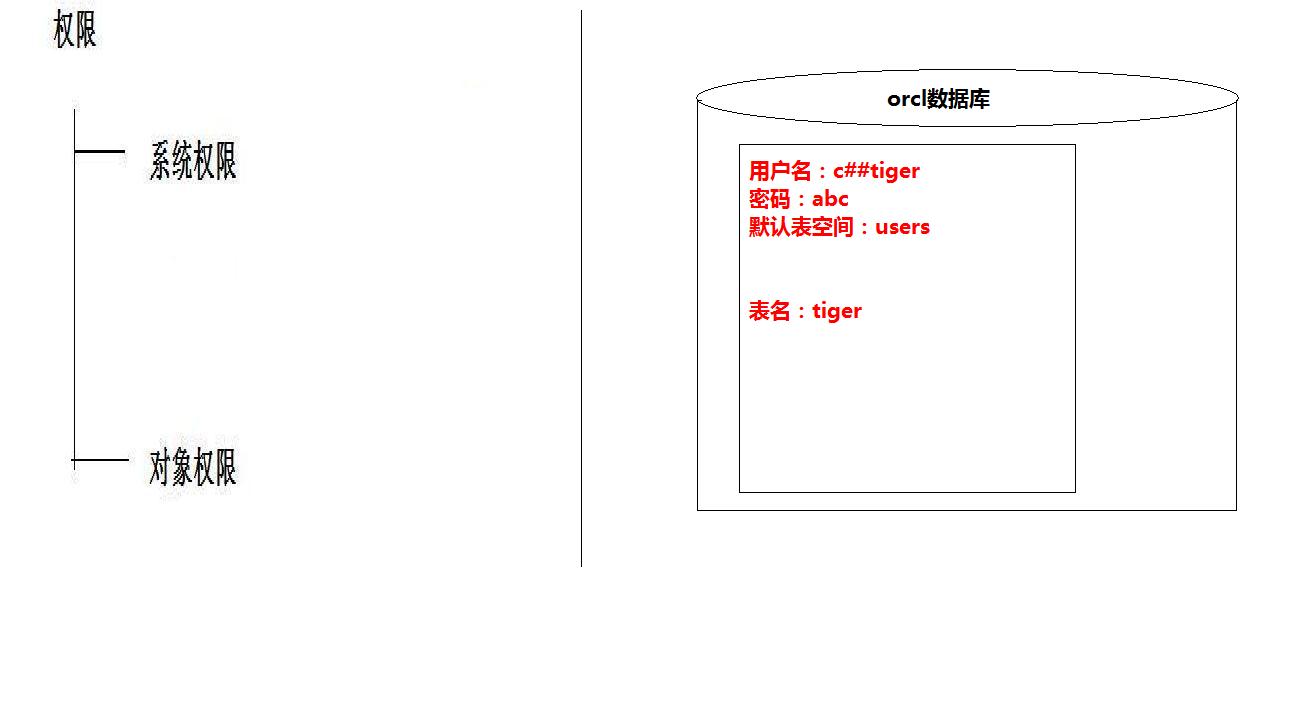 权限
系统权限
对象权限
orcl数据库
用户名：c##tiger
密码：abc
默认表空间：users
表名：tiger